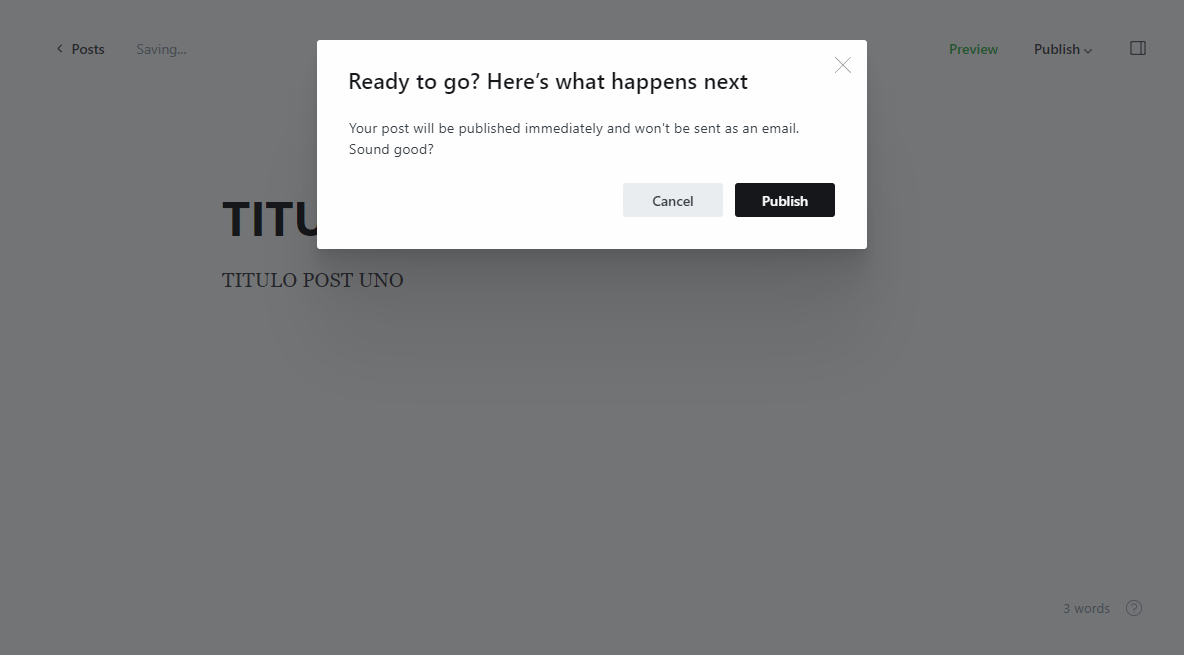 Posts
Saving...
Preview
Publish
Ready to go? Here’s what happens next
Your post will be published immediately and won't be sent as an email.
Sound good?
Cancel
Publish
TITU
TITULO POST UNO
3 words
?